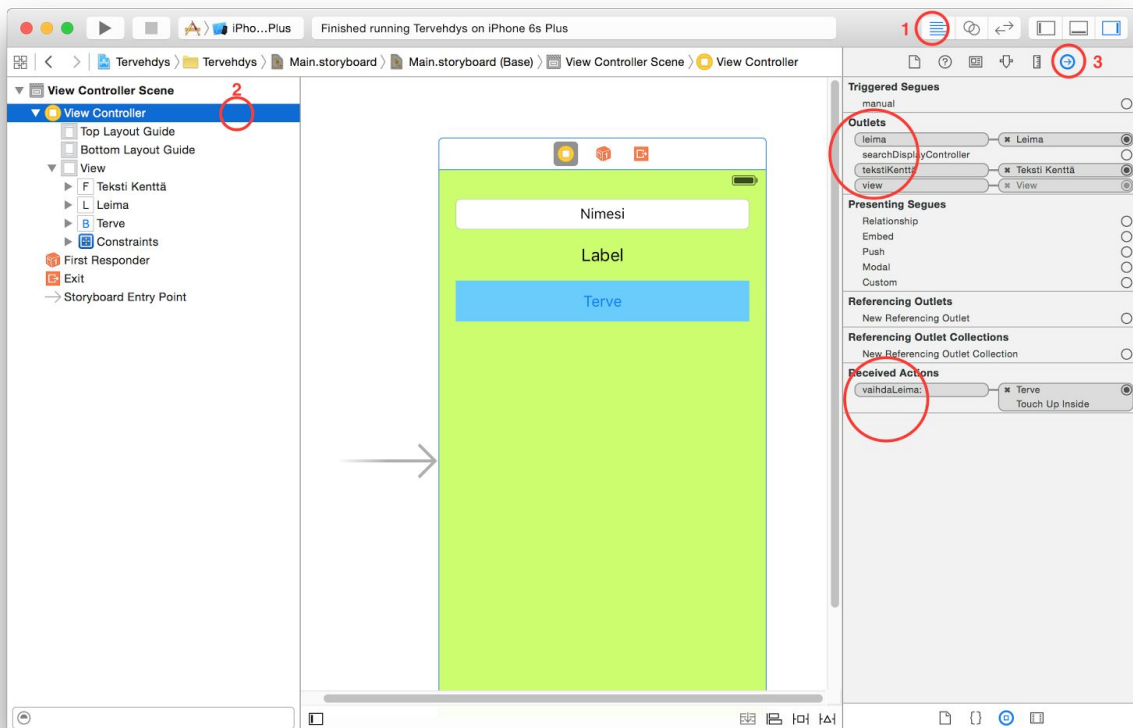 iPho...Plus
Finished running Tervehdys on iPhone 6s Plus
1
Tervehdys
Tervehdys
Main.storyboard
Main.storyboard (Base)
View Controller Scene
View Controller
3
View Controller Scene
2
View Controller
Top Layout Guide
Bottom Layout Guide
View
F Teksti Kenttä
L Leima
B Terve
Constraints
First Responder
Exit
Storyboard Entry Point
Nimesi
Label
Terve
Triggered Segues
manual
Outlets
leima
Leima
searchDisplayController
tekstiKenttä
Teksti Kenttä
view
View
Presenting Segues
Relationship
Embed
Push
Modal
Custom
Referencing Outlets
New Referencing Outlet
Referencing Outlet Collections
New Referencing Outlet Collection
Received Actions
vaihdaLeima:
Terve
Touch Up Inside